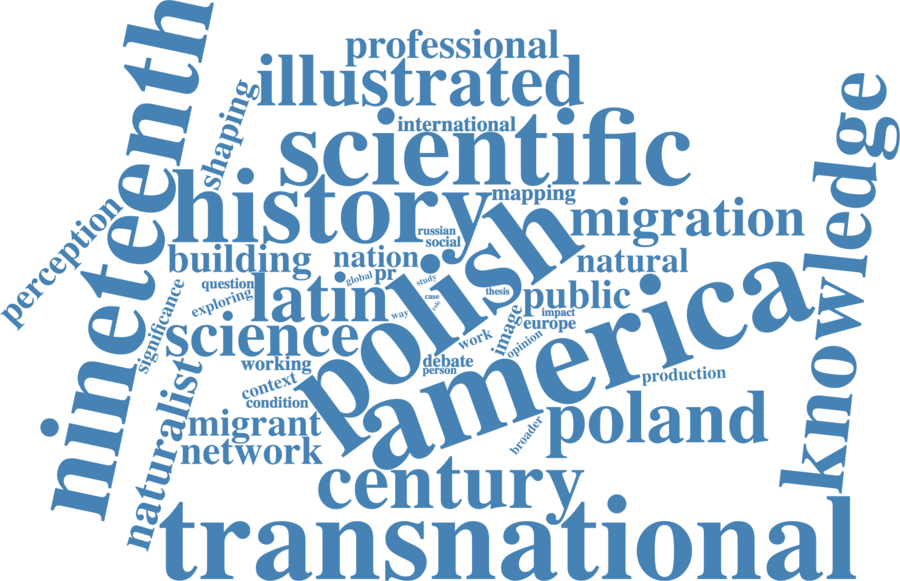 nineteenth
professional
illustrated
shaping
international
scientific
knowledge
history
mapping
polish
migration
perception
russian
social
building
nation
natural
global
pr
study
question
latin
thesis
public
exploring
case
role
way
impact
significance
science
image
europe
work
opinion
america
working
debate
person
production
context
condition
naturalist
migrant
poland
broader
network
century
transnational